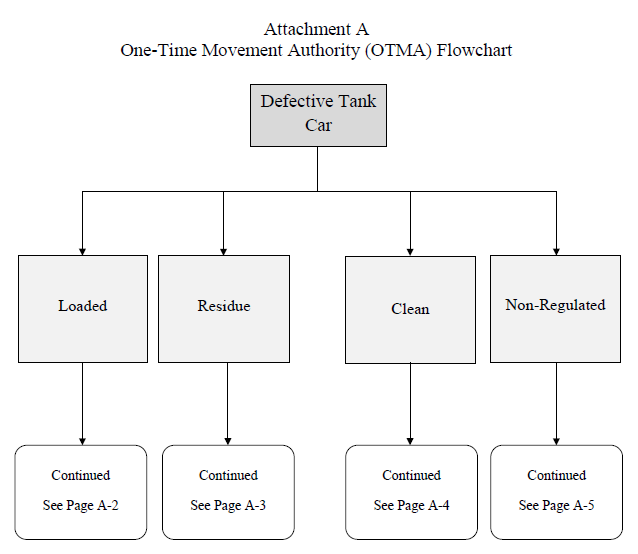 Attachment A
One-Time Movement Authority (OTMA) Flowchart
Defective Tank
Car
Loaded
Residue
Clean
Non-Regulated
Continued
See Page A-2
Continued
See Page A-3
Continued
See Page A-4
Continued
See Page A-5